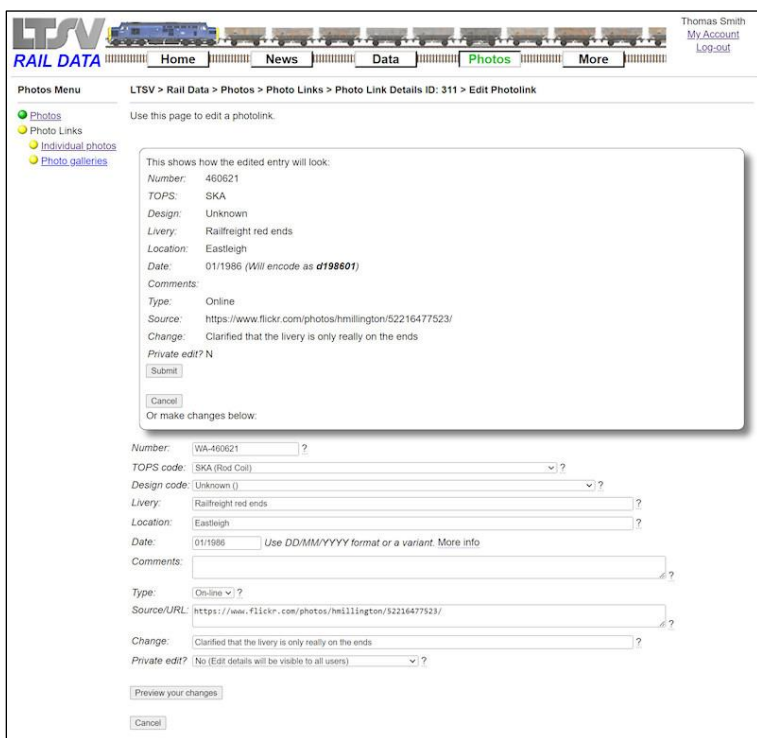 LTSV
RAIL DATA
Home
News
Data
Photos
More
Thomas Smith
My Account
Log-out
Photos Menu
Photos
Photo Links
Individual photos
Photo galleries
LTSV > Rail Data > Photos > Photo Links > Photo Link Details ID: 311 > Edit Photolink
Use this page to edit a photolink.
This shows how the edited entry will look:
Number: 460621
TOPS: SKA
Design: Unknown
Livery: Railfreight red ends
Location: Eastleigh
Date: 01/1986 (Will encode as d198601)
Comments:
Type: Online
Source: https://www.flickr.com/photos/hmillington/52216477523/
Change: Clarified that the livery is only really on the ends
Private edit? N
Submit
Cancel
Or make changes below:
Number: WA-460621 ?
TOPS code: SKA (Rod Coil) ?
Design code: Unknown () ?
Livery: Railfreight red ends ?
Location: Eastleigh ?
Date: 01/1986 Use DD/MM/YYYY format or a variant. More info
Comments: ?
Type: On-line ?
Source/URL: https://www.flickr.com/photos/hmillington/52216477523/ ?
Change: Clarified that the livery is only really on the ends ?
Private edit? No (Edit details will be visible to all users) ?
Preview your changes
Cancel